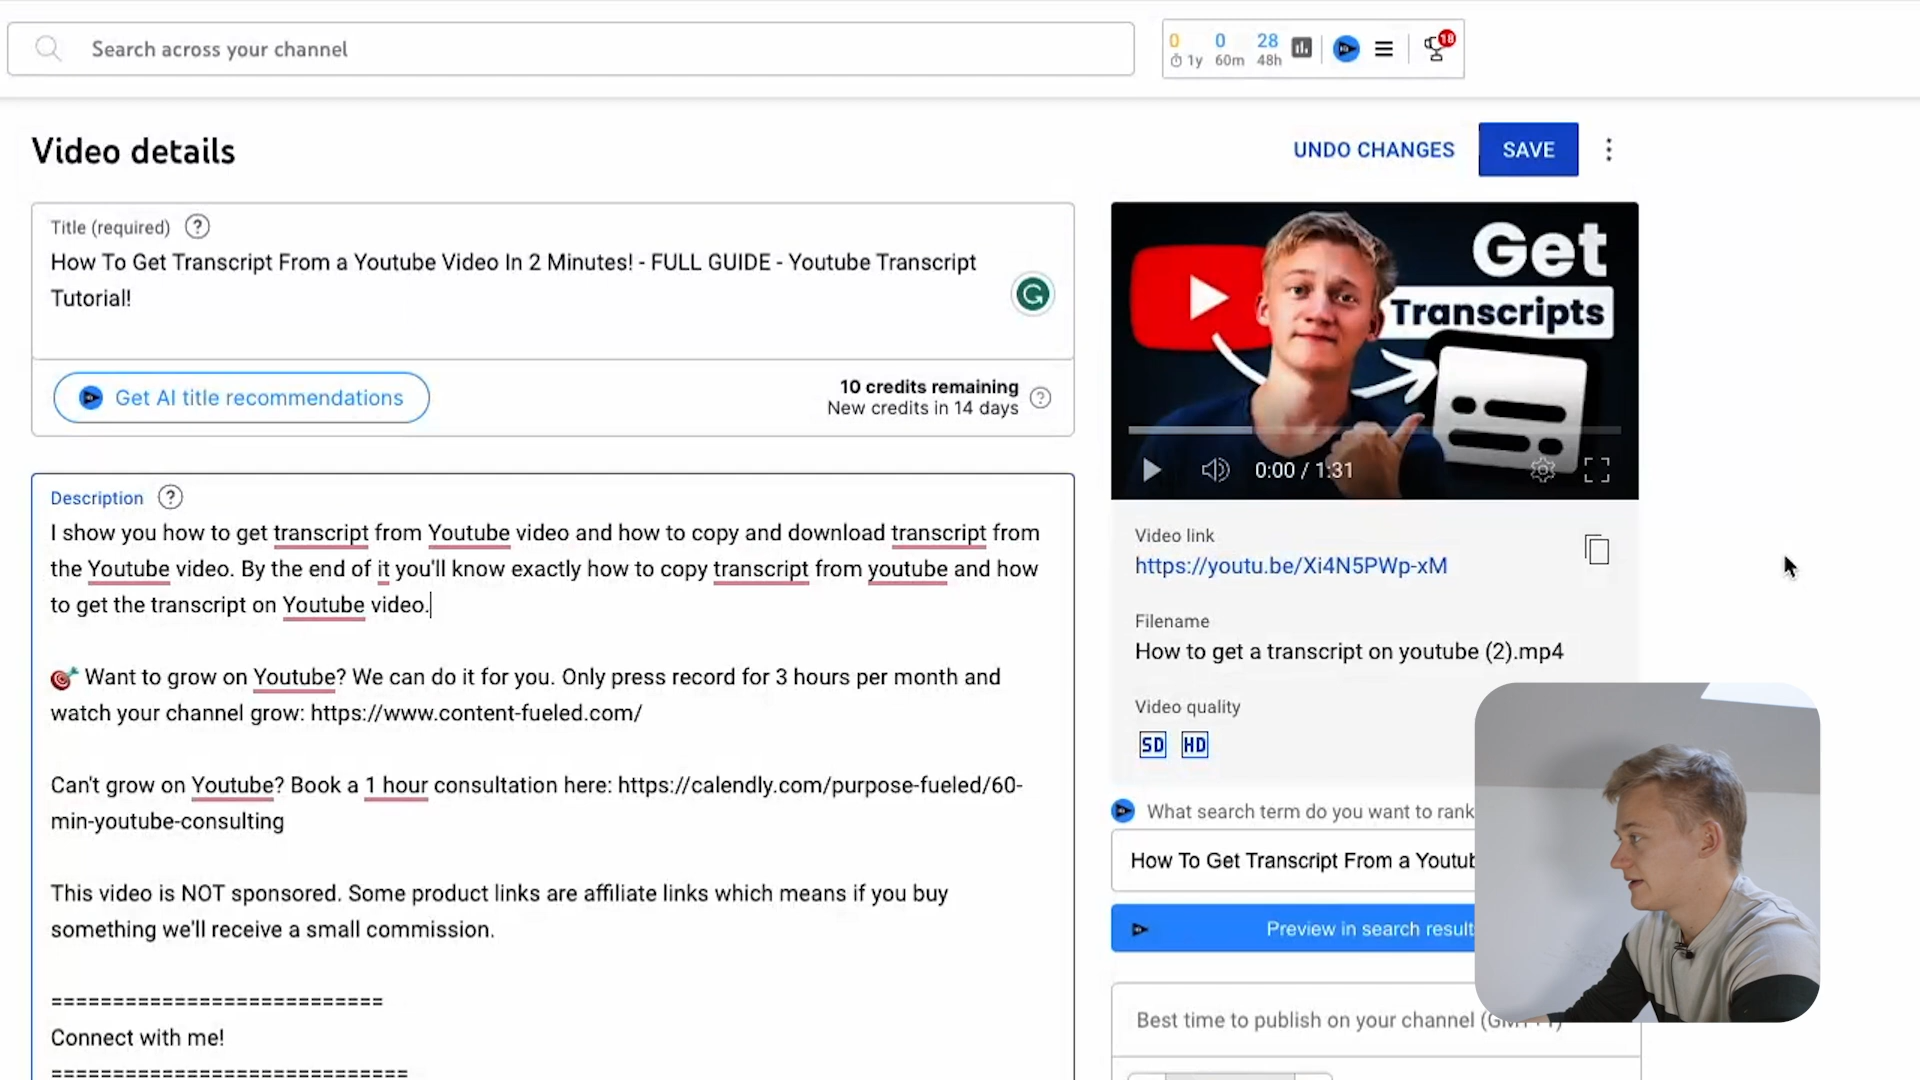 Search across your channel
0 0 28
1y 60m 48h
18
Video details
UNDO CHANGES
SAVE
Title (required)
How To Get Transcript From a Youtube Video In 2 Minutes! - FULL GUIDE - Youtube Transcript
Tutorial!
Get AI title recommendations
10 credits remaining
New credits in 14 days
Get
Transcripts
0:00 / 1:31
Description
I show you how to get transcript from Youtube video and how to copy and download transcript from
the Youtube video. By the end of it you'll know exactly how to copy transcript from youtube and how
to get the transcript on Youtube video.
🎯 Want to grow on Youtube? We can do it for you. Only press record for 3 hours per month and
watch your channel grow: https://www.content-fueled.com/
Can't grow on Youtube? Book a 1 hour consultation here: https://calendly.com/purpose-fueled/60-
min-youtube-consulting
This video is NOT sponsored. Some product links are affiliate links which means if you buy
something we'll receive a small commission.
===========================
Connect with me!
=============================
Video link
https://youtu.be/Xi4N5PWp-xM
Filename
How to get a transcript on youtube (2).mp4
Video quality
SD HD
What search term do you want to rank
How To Get Transcript From a Youtub
Preview in search result
Best time to publish on your channel